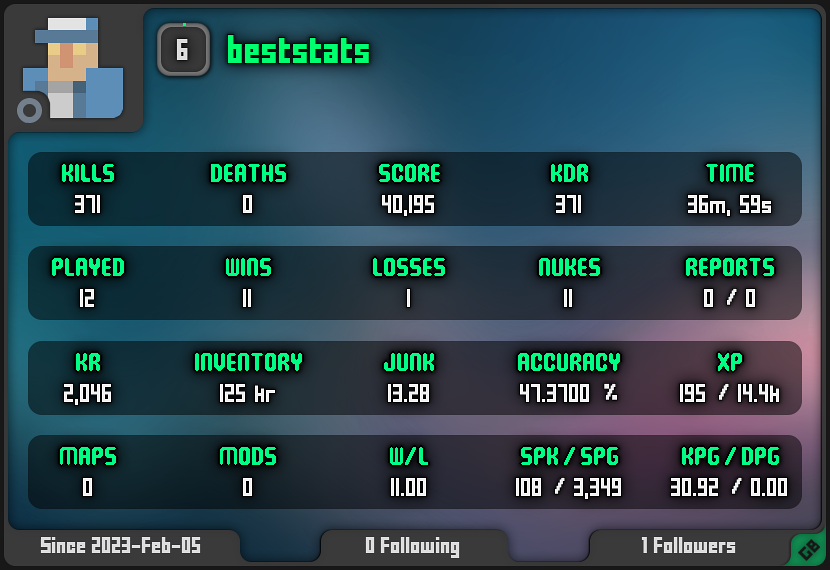 6 beststats
KILLS DEATHS SCORE KDR TIME
371 0 40,195 371 36m, 59s
PLAYED WINS LOSSES NUKES REPORTS
12 11 1 11 0 / 0
KR INVENTORY JUNK ACCURACY XP
2,046 125 kr 13.28 47.3700 % 195 / 14.4k
MAPS MODS W/L SPK / SPG KPG / DPG
0 0 11.00 108 / 3,349 30.92 / 0.00
Since 2023-Feb-05 0 Following 1 Followers GB